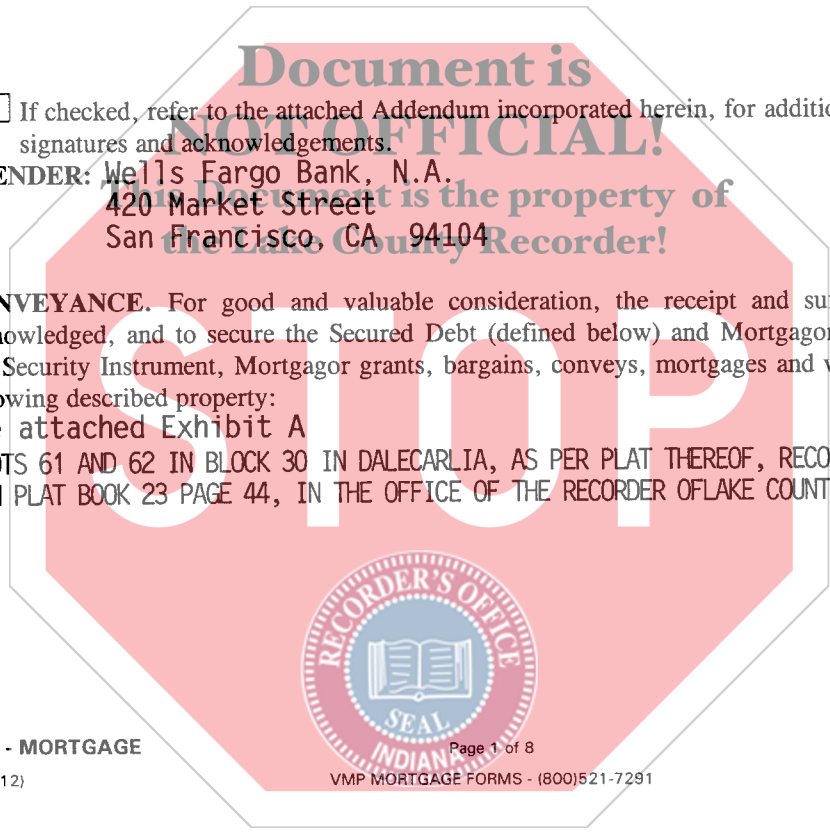 Document is
If checked, refer to the attached Addendum incorporated herein, for additio
NOT OFFICIAL!
signatures and acknowledgements.
ENDER: Wells Fargo Bank, N.A.
This Document is the property of
420 Market Street
the Lake County Recorder!
San Francisco, CA 94104
NVEYANCE. For good and valuable consideration, the receipt and su
nowledged, and to secure the Secured Debt (defined below) and Mortgagor
Security Instrument, Mortgagor grants, bargains, conveys, mortgages and v
owing described property:
e attached Exhibit A
OTS 61 AND 62 IN BLOCK 30 IN DALECARLIA, AS PER PLAT THEREOF, RECO
N PLAT BOOK 23 PAGE 44, IN THE OFFICE OF THE RECORDER OFLAKE COUNT
STOP
RECORDER'S OFFICE
SEAL
INDIANA
- MORTGAGE
Page 1 of 8
12)
VMP MORTGAGE FORMS - (800)521-7291